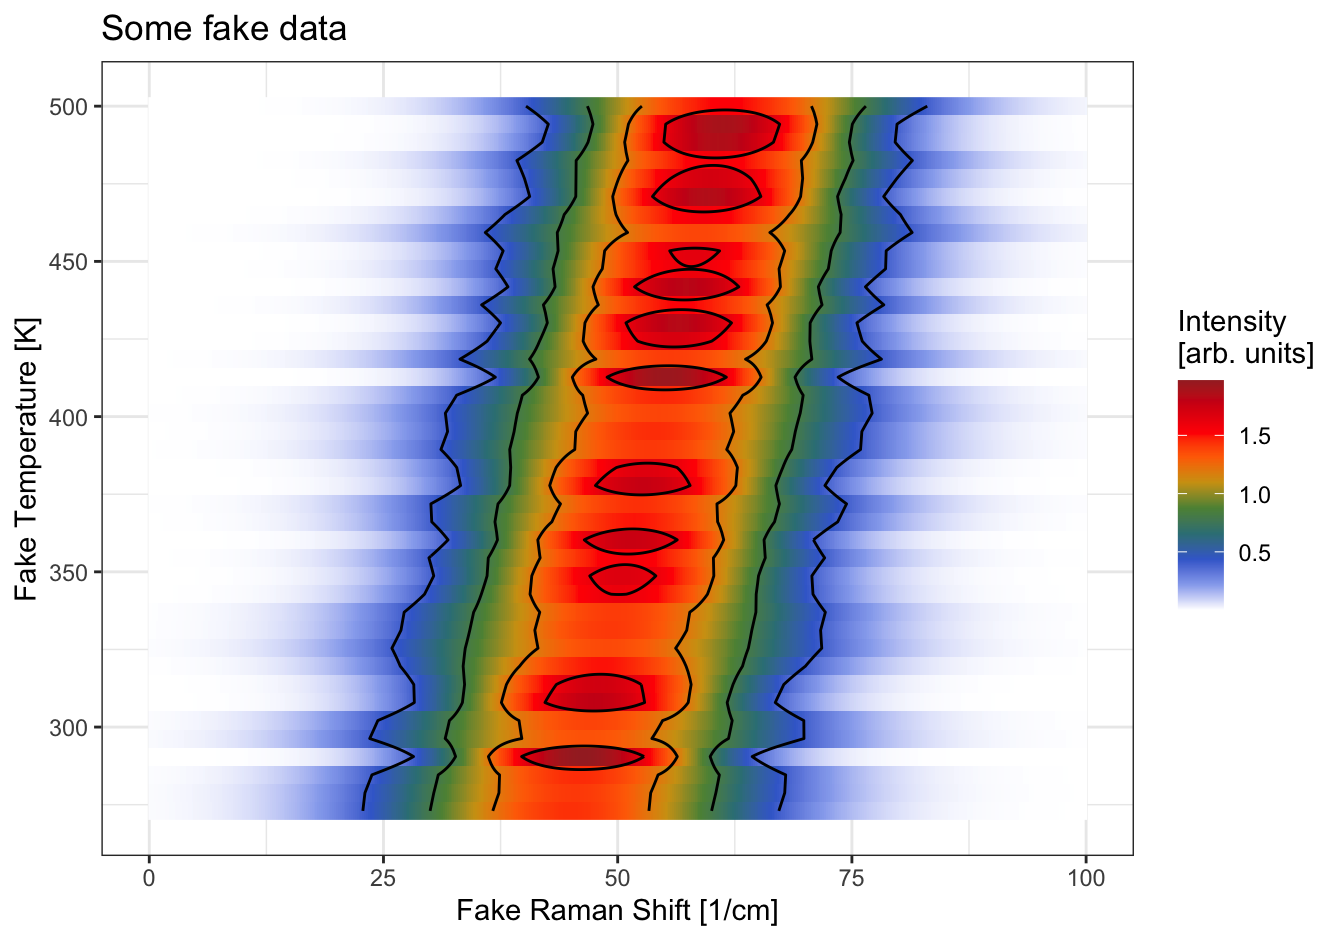 Some fake data
500
450
400
350
300
Fake Temperature [K]
0 25 50 75 100
Fake Raman Shift [1/cm]
Intensity
[arb. units]
1.5
1.0
0.5